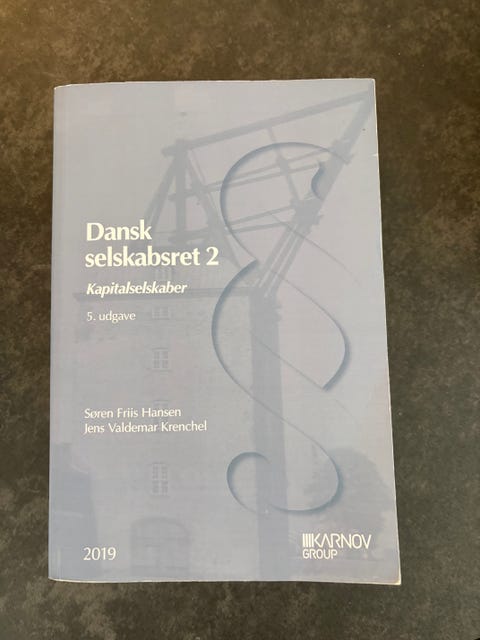 Dansk
selskabsret 2
Kapitalselskaber
5. udgave
Søren Friis Hansen
Jens Valdemar Krenchel
2019
KARNOV
GROUP